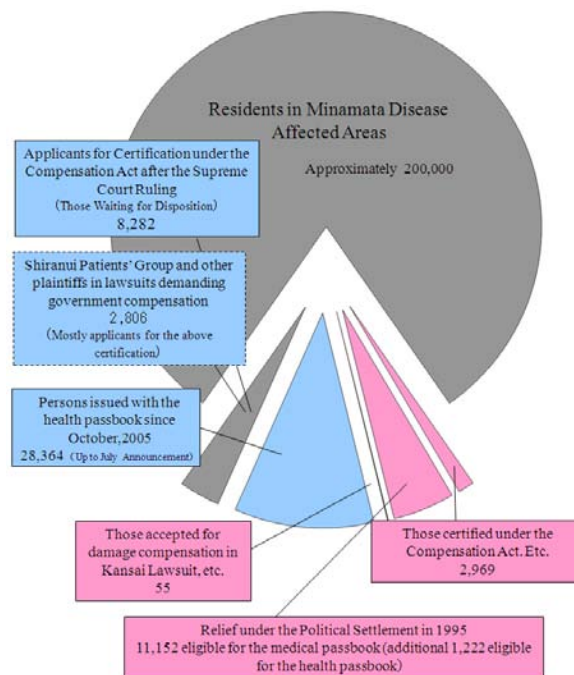 Residents in Minamata Disease
Affected Areas
Approximately 200,000
Applicants for Certification under the
Compensation Act after the Supreme
Court Ruling
(Those Waiting for Disposition)
8,282
Shiranui Patients' Group and other
plaintiffs in lawsuits demanding
government compensation
2,806
(Mostly applicants for the above
certification)
Persons issued with the
health passbook since
October,2005
28,364 (Up to July Announcement)
Those accepted for
damage compensation in
Kansai Lawsuit, etc.
55
Those certified under the
Compensation Act. Etc.
2,969
Relief under the Political Settlement in 1995
11,152 eligible for the medical passbook (additional 1,222 eligible
for the health passbook)